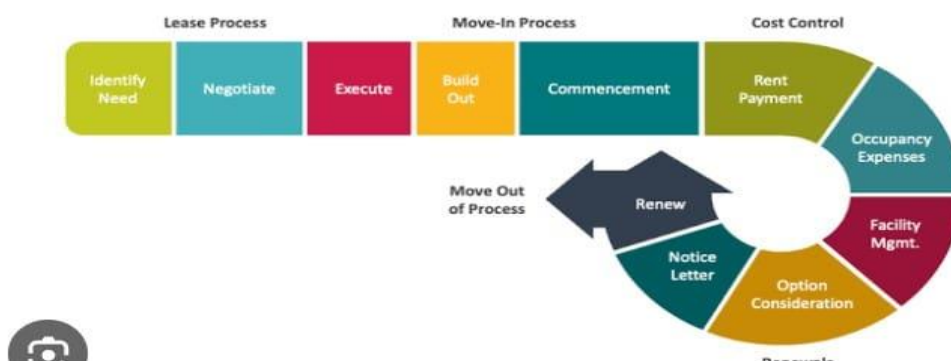 Lease Process
Move-In Process
Cost Control
Identify
Need
Negotiate
Execute
Build
Out
Commencement
Rent
Payment
Occupancy
Expenses
Facility
Mgmt.
Option
Consideration
Notice
Letter
Renew
Move Out
of Process